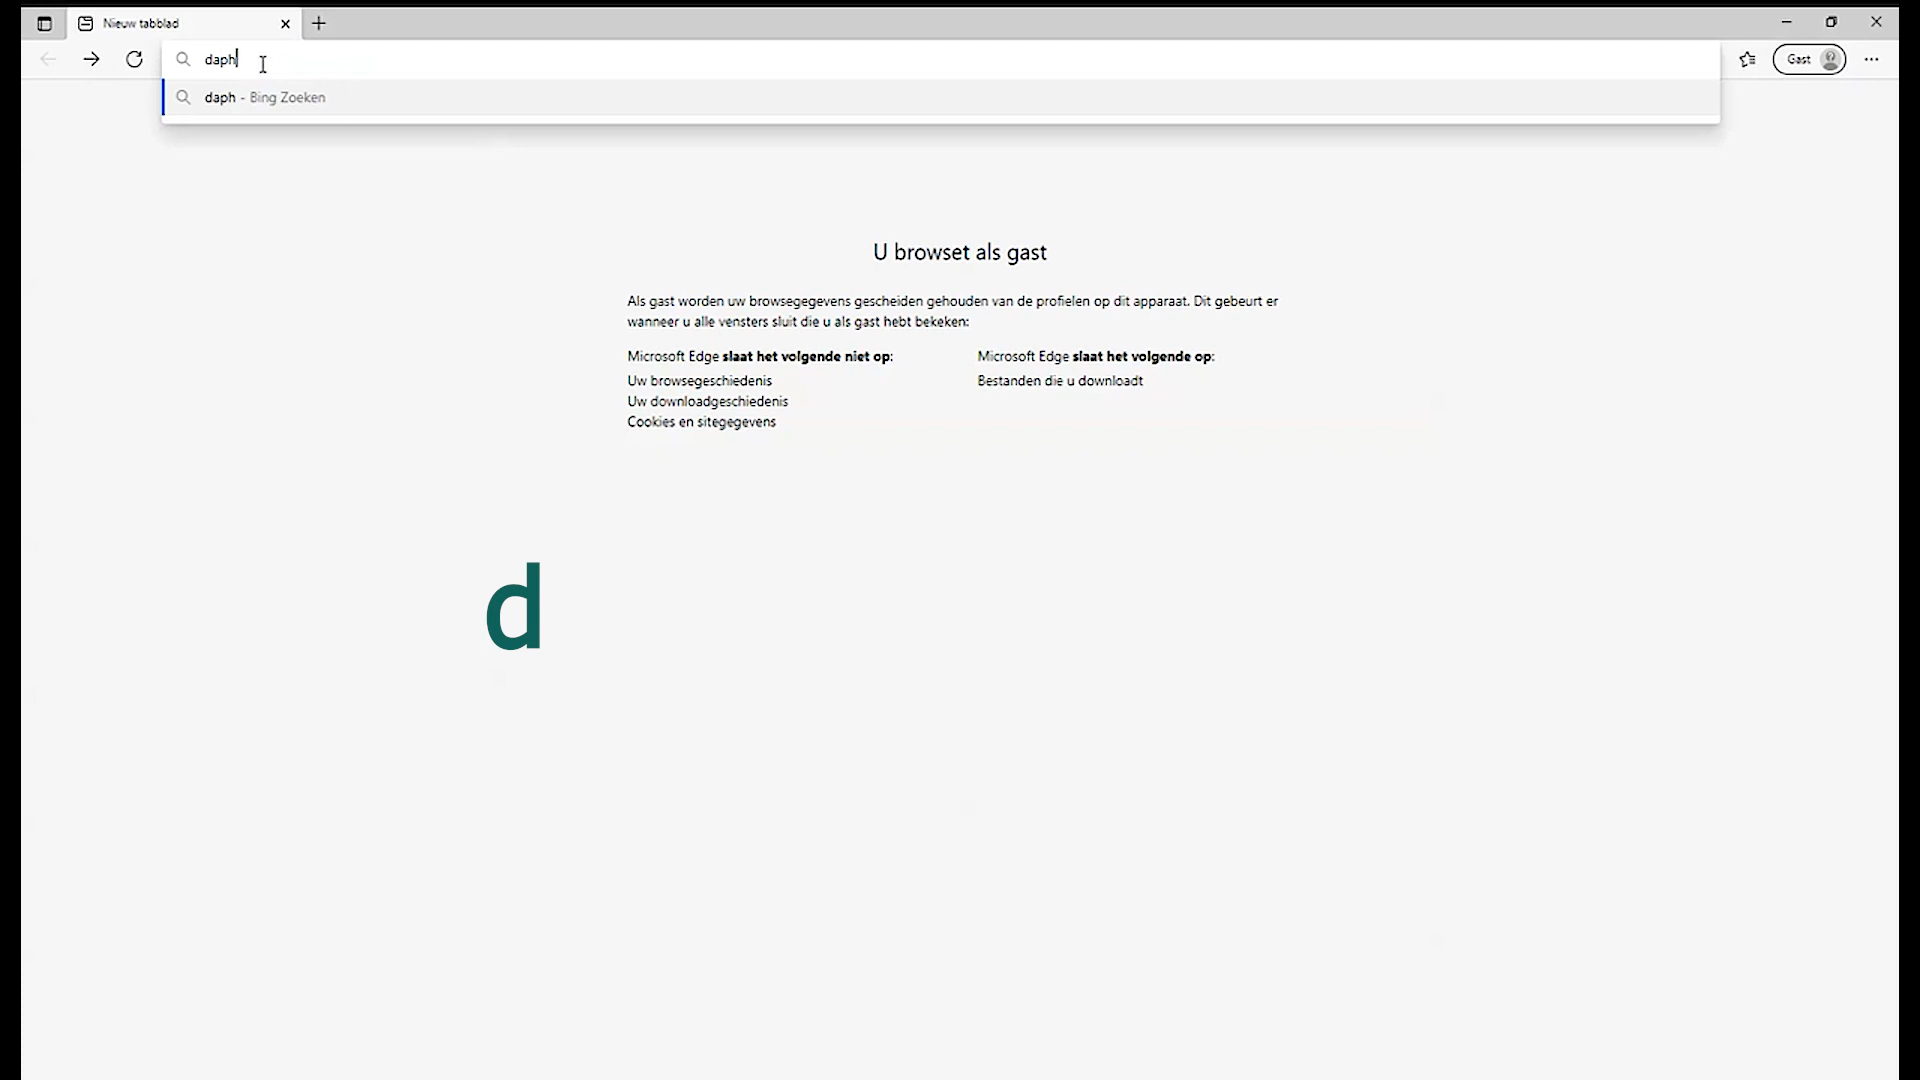 Nieuw tabblad
daph
Gast
daph - Bing Zoeken
U browset als gast
Als gast worden uw browsegegevens gescheiden gehouden van de profielen op dit apparaat. Dit gebeurt er
wanneer u alle vensters sluit die u als gast hebt bekeken:
Microsoft Edge slaat het volgende niet op:
Uw browsegeschiedenis
Uw downloadgeschiedenis
Cookies en sitegegevens
Microsoft Edge slaat het volgende op:
Bestanden die u downloadt
d